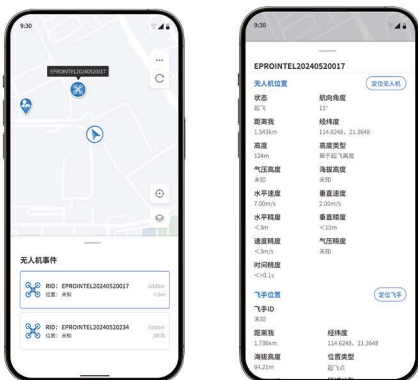 9:30
EPROINTEL20240520017
无人机事件
RID: EPROINTEL20240520017
位置: 未知
<5m
RID: EPROINTEL20240520234
位置: 未知
9:30
EPROINTEL20240520017
无人机位置
定位无人机
状态 航向角度
起飞 15°
距离我 经纬度
1.543km 114.6248, 21.3648
高度 高度类型
124m 高于起飞高度
气压高度 海拔高度
未知 未知
水平速度 垂直速度
7.00m/s 2.00m/s
水平精度 垂直精度
<3m <10m
速度精度 气压精度
<3m/s 未知
时间精度
<=0.1s
飞手位置
定位飞手
飞手ID
未知
距离我 经纬度
1.736km 114.6248, 21.3648
海拔高度 位置类型
64.21m 起飞点